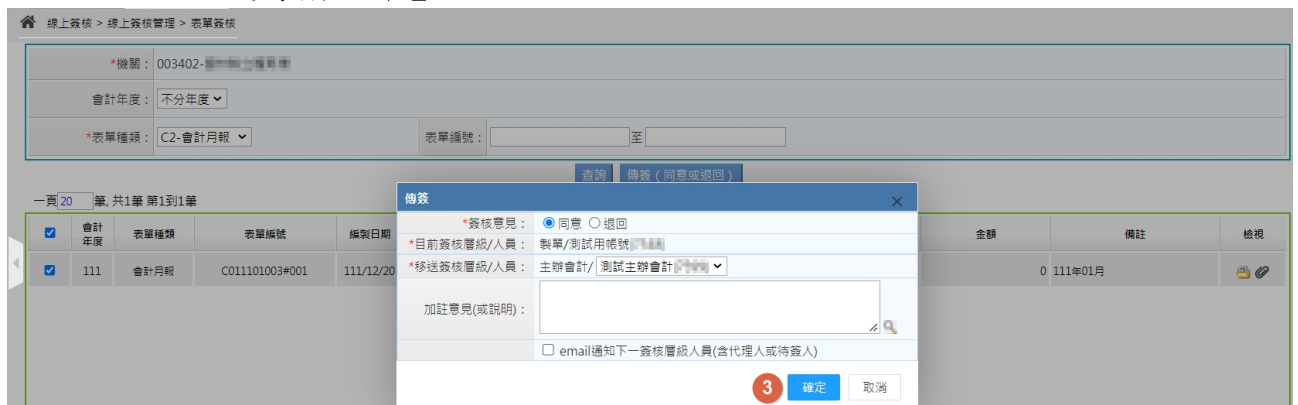 線上簽核 > 線上簽核管理 > 表單簽核
*機關： 003402-
會計年度： 不分年度
*表單種類： C2-會計月報 表單編號： 至
查詢 傳簽（同意或退回）
一頁 20 筆, 共1筆 第1到1筆
傳簽
*簽核意見： 同意 退回
*目前簽核層級/人員： 製單/測試用帳號
*移送簽核層級/人員： 主辦會計/ 測試主辦會計
加註意見(或說明)：
email通知下一簽核層級人員(含代理人或待簽人)
3 確定 取消
會計年度 表單種類 表單編號 編製日期 金額 備註 檢視
111 會計月報 C011101003#001 111/12/20 0 111年01月